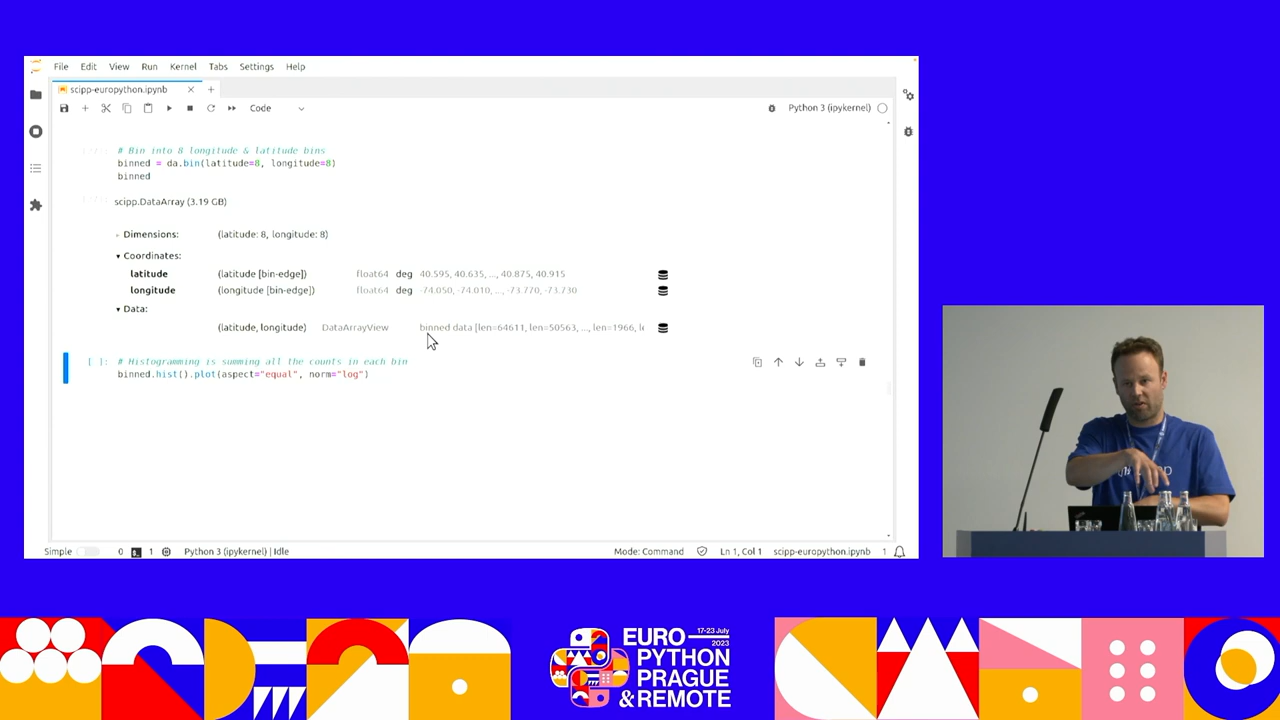 File Edit View Run Kernel Tabs Settings Help
scipp-europython.ipynb
Code
Python 3 (ipykernel)
# Bin into 8 longitude & latitude bins
binned = da.bin(latitude=8, longitude=8)
binned
scipp.DataArray (3.19 GB)
Dimensions: (latitude: 8, longitude: 8)
Coordinates:
latitude (latitude [bin-edge]) float64 deg 40.595, 40.635, ..., 40.875, 40.915
longitude (longitude [bin-edge]) float64 deg -74.050, -74.010, ..., -73.770, -73.730
Data:
(latitude, longitude) DataArrayView binned data [len=64611, len=50563, ..., len=1966, le
[ ]: # Histogramming is summing all the counts in each bin
binned.hist().plot(aspect="equal", norm="log")
Simple 0 1 Python 3 (ipykernel) | Idle Mode: Command Ln 1, Col 1 scipp-europython.ipynb 1
EURO
17-23 July
2023
PYTHON
PRAGUE
& REMOTE